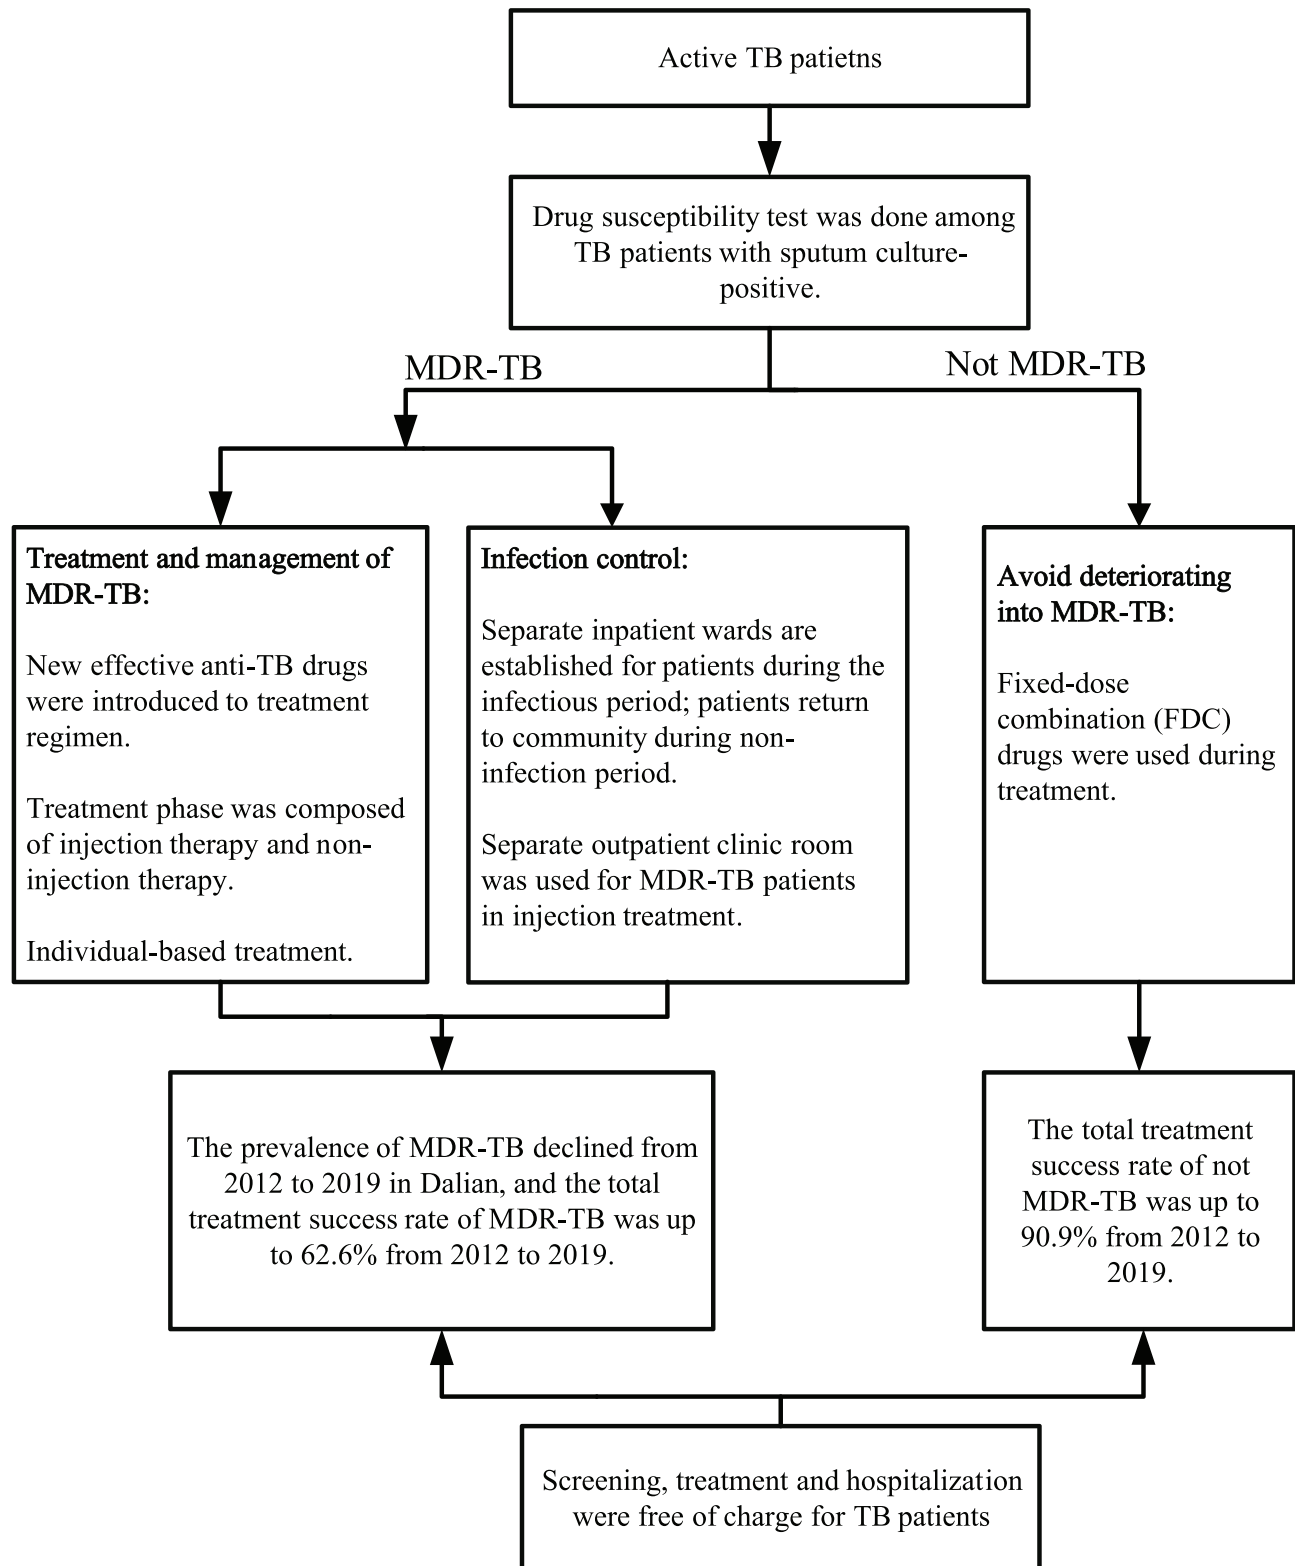 Active TB patietns
Drug susceptibility test was done among
TB patients with sputum culture-
positive.
MDR-TB
Not MDR-TB
Treatment and management of
MDR-TB:
New effective anti-TB drugs
were introduced to treatment
regimen.
Treatment phase was composed
of injection therapy and non-
injection therapy.
Individual-based treatment.
Infection control:
Separate inpatient wards are
established for patients during the
infectious period; patients return
to community during non-
infection period.
Separate outpatient clinic room
was used for MDR-TB patients
in injection treatment.
Avoid deteriorating
into MDR-TB:
Fixed-dose
combination (FDC)
drugs were used during
treatment.
The prevalence of MDR-TB declined from
2012 to 2019 in Dalian, and the total
treatment success rate of MDR-TB was up
to 62.6% from 2012 to 2019.
The total treatment
success rate of not
MDR-TB was up to
90.9% from 2012 to
2019.
Screening, treatment and hospitalization
were free of charge for TB patients